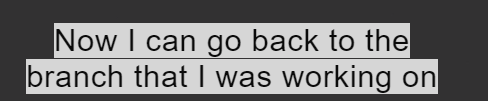 Now I can go back to the
branch that I was working on